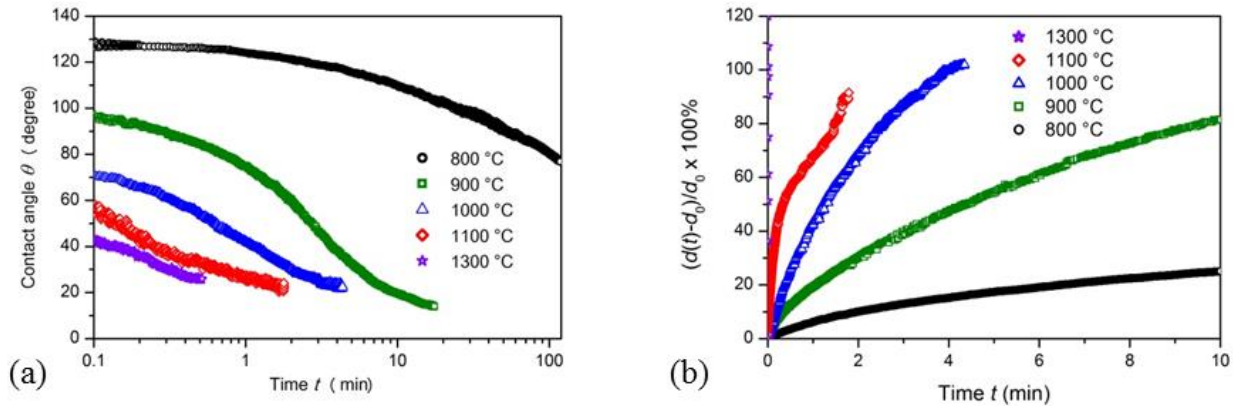 140
120
100
80
60
40
20
0
Contact angle θ ( degree)
800 °C
900 °C
1000 °C
1100 °C
1300 °C
0.1 1 10 100
Time t ( min)
(a)
120
100
80
60
40
20
0
(d(t)-d₀)/d₀ x 100%
1300 °C
1100 °C
1000 °C
900 °C
800 °C
0 2 4 6 8 10
Time t (min)
(b)